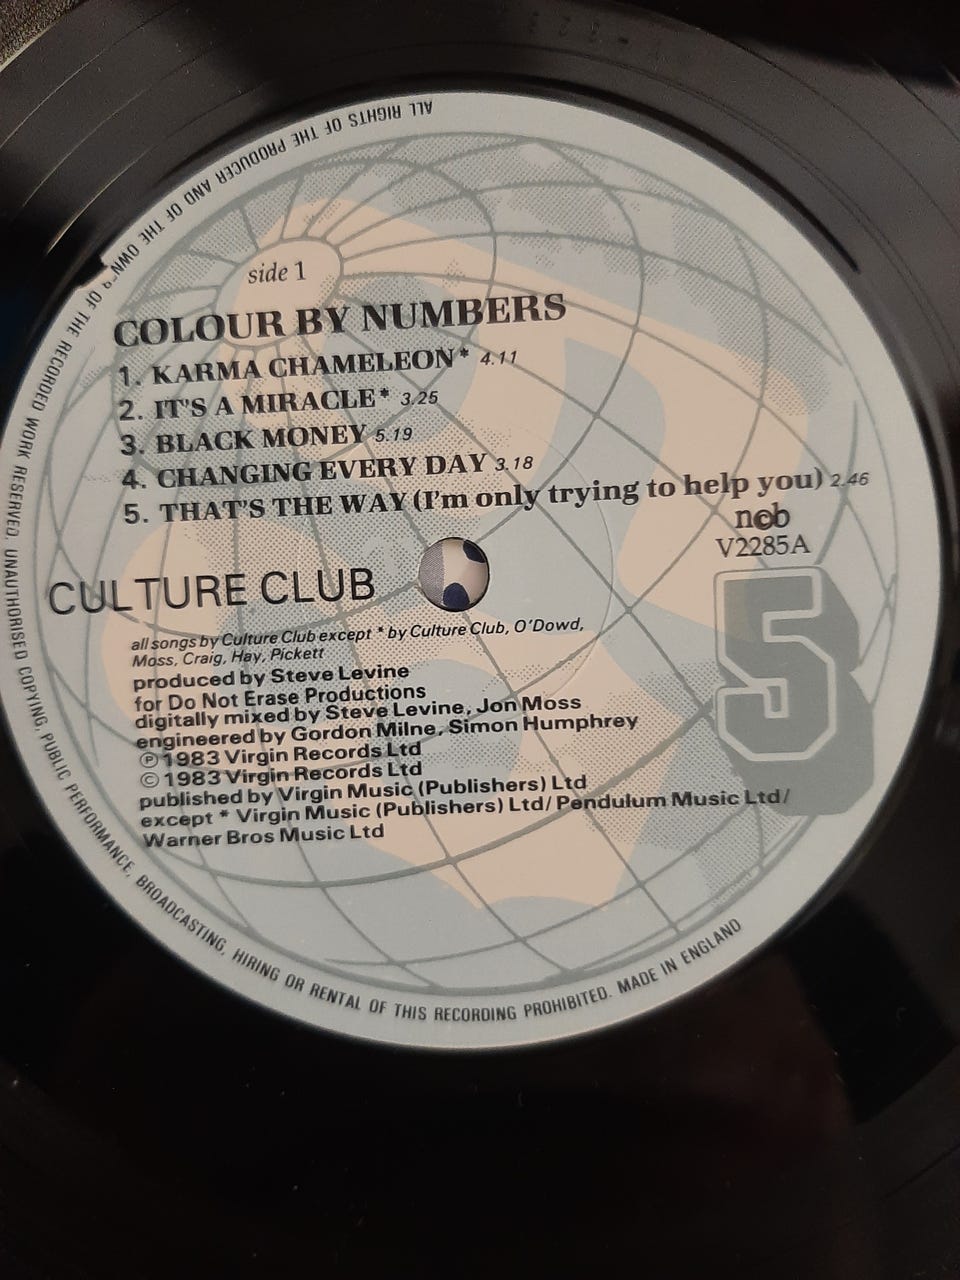 side 1
COLOUR BY NUMBERS
1. KARMA CHAMELEON* 4.11
2. IT'S A MIRACLE* 3.25
3. BLACK MONEY 5.19
4. CHANGING EVERY DAY 3.18
5. THAT'S THE WAY (I'm only trying to help you) 2.46
ncb
V2285A
CULTURE CLUB
5
all songs by Culture Club except * by Culture Club, O'Dowd,
Moss, Craig, Hay, Pickett
produced by Steve Levine
for Do Not Erase Productions
digitally mixed by Steve Levine, Jon Moss
engineered by Gordon Milne, Simon Humphrey
℗ 1983 Virgin Records Ltd
© 1983 Virgin Records Ltd
published by Virgin Music (Publishers) Ltd
except * Virgin Music (Publishers) Ltd/ Pendulum Music Ltd/
Warner Bros Music Ltd
ALL RIGHTS OF THE PRODUCER AND OF THE OWN OF THE RECORDED WORK RESERVED. UNAUTHORISED COPYING, PUBLIC PERFORMANCE, BROADCASTING, HIRING OR RENTAL OF THIS RECORDING PROHIBITED. MADE IN ENGLAND